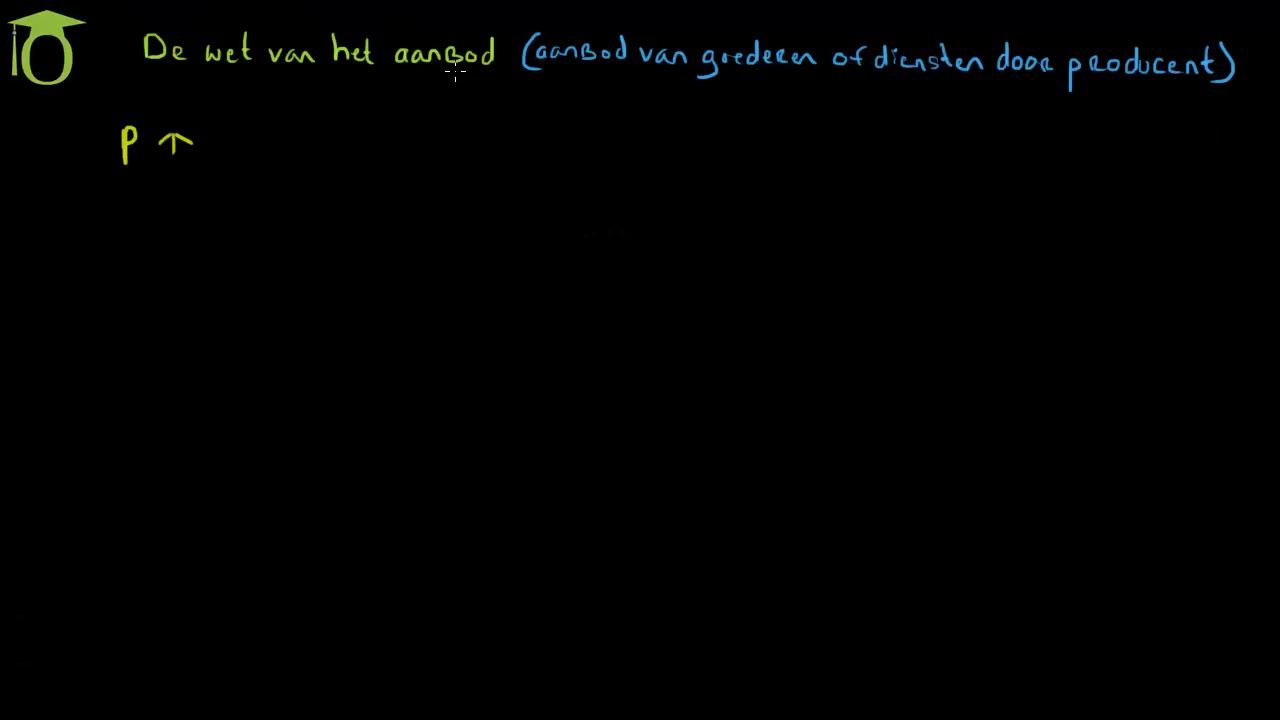 De wet van het aanbod (aanbod van goederen of diensten door producent)
P ↑